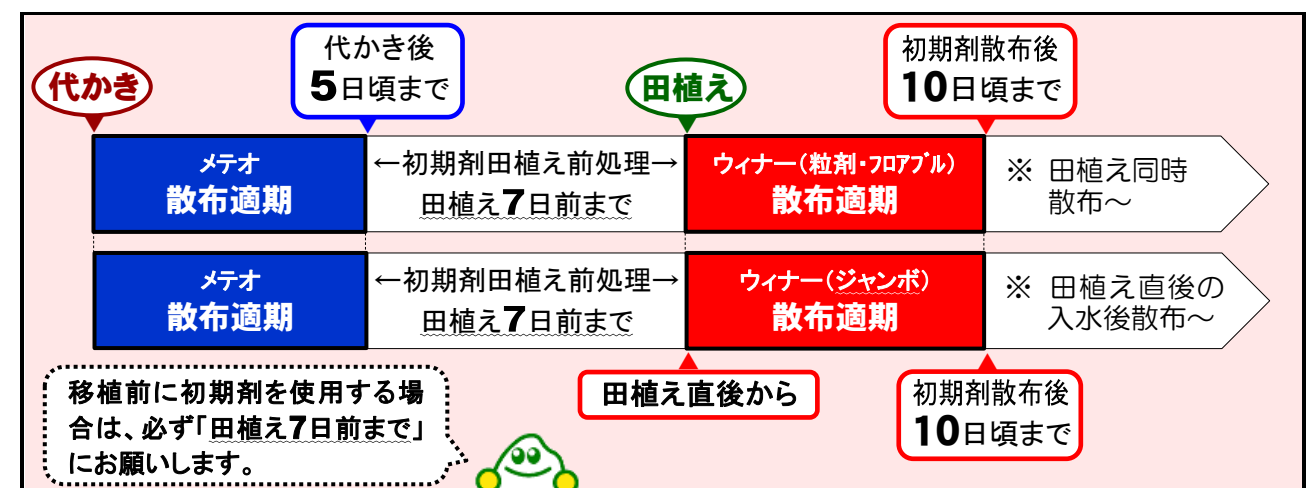 代かき
代かき後
5日頃まで
田植え
初期剤散布後
10日頃まで
メテオ
散布適期
←初期剤田植え前処理→
田植え7日前まで
ウィナー(粒剤・フロアブル)
散布適期
※ 田植え同時
散布~
メテオ
散布適期
←初期剤田植え前処理→
田植え7日前まで
ウィナー(ジャンボ)
散布適期
※ 田植え直後の
入水後散布~
移植前に初期剤を使用する場
合は、必ず「田植え7日前まで」
にお願いします。
田植え直後から
初期剤散布後
10日頃まで